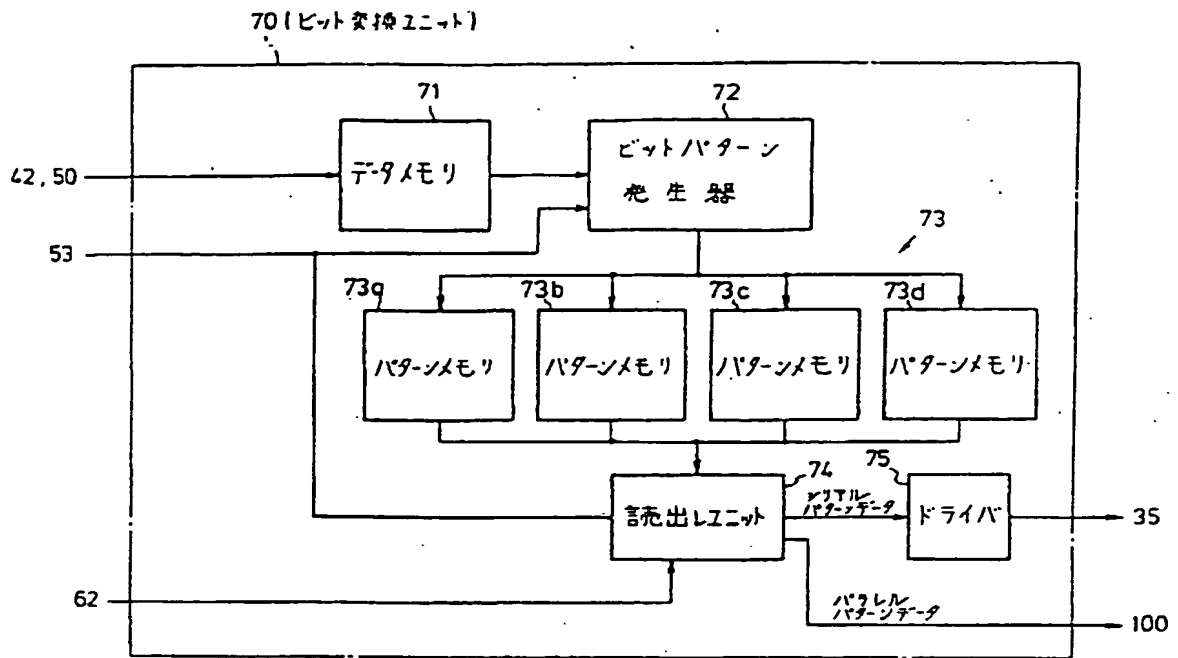 70(ビット変換ユニット)
71
72
データメモリ
ビットパターン
発生器
42,50
53
73
73a
73b
73c
73d
パターンメモリ
パターンメモリ
パターンメモリ
パターンメモリ
74
75
読出しユニット
シリアル
パターンデータ
ドライバ
35
62
パラレル
パターンデータ
100